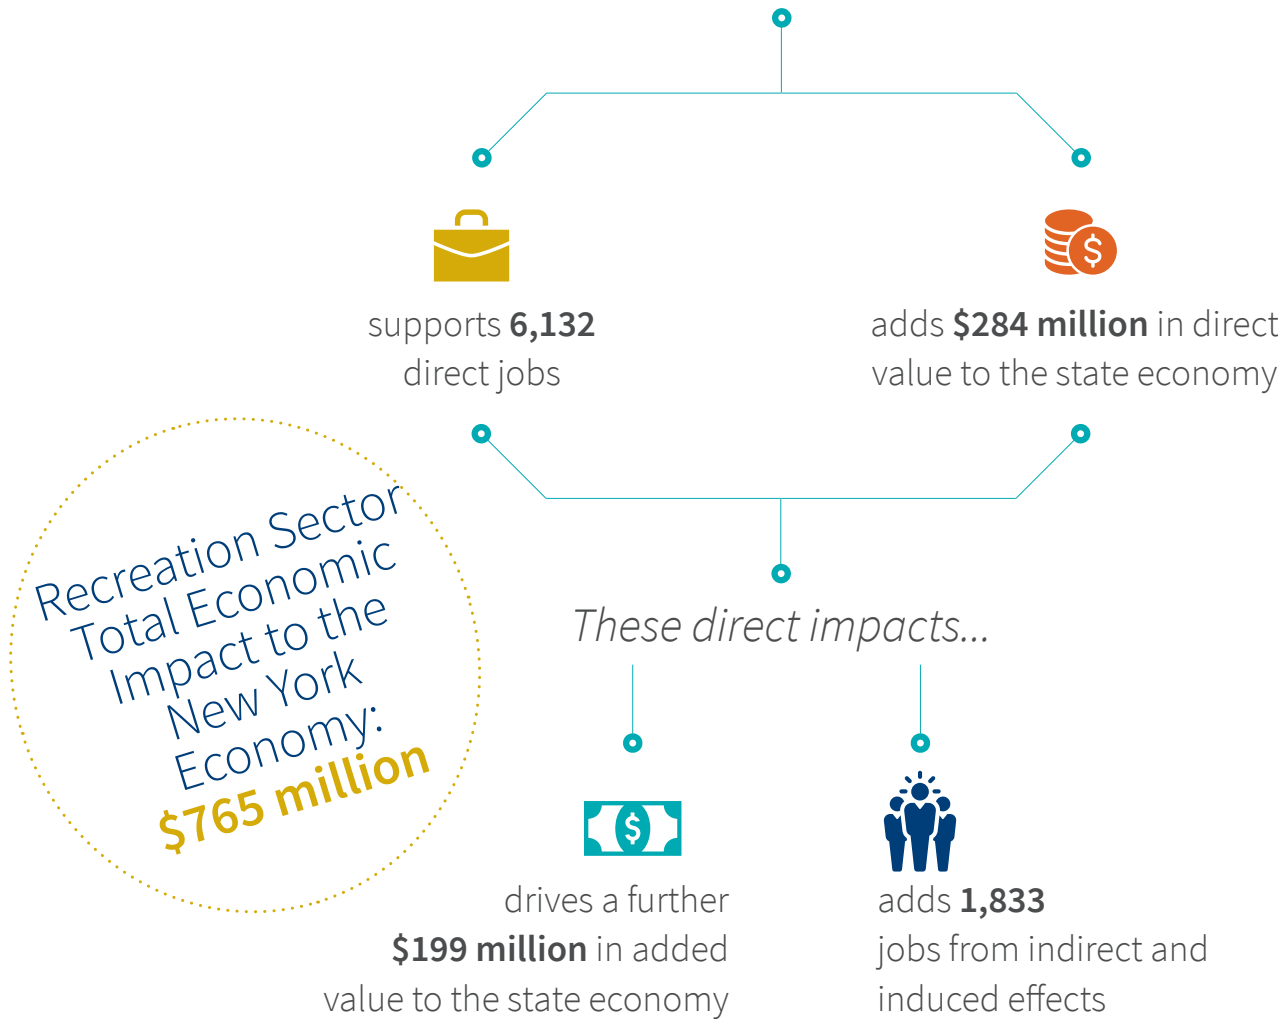 supports 6,132
direct jobs
adds $284 million in direct
value to the state economy
Recreation Sector
Total Economic
Impact to the
New York
Economy:
$765 million
These direct impacts...
drives a further
$199 million in added
value to the state economy
adds 1,833
jobs from indirect and
induced effects